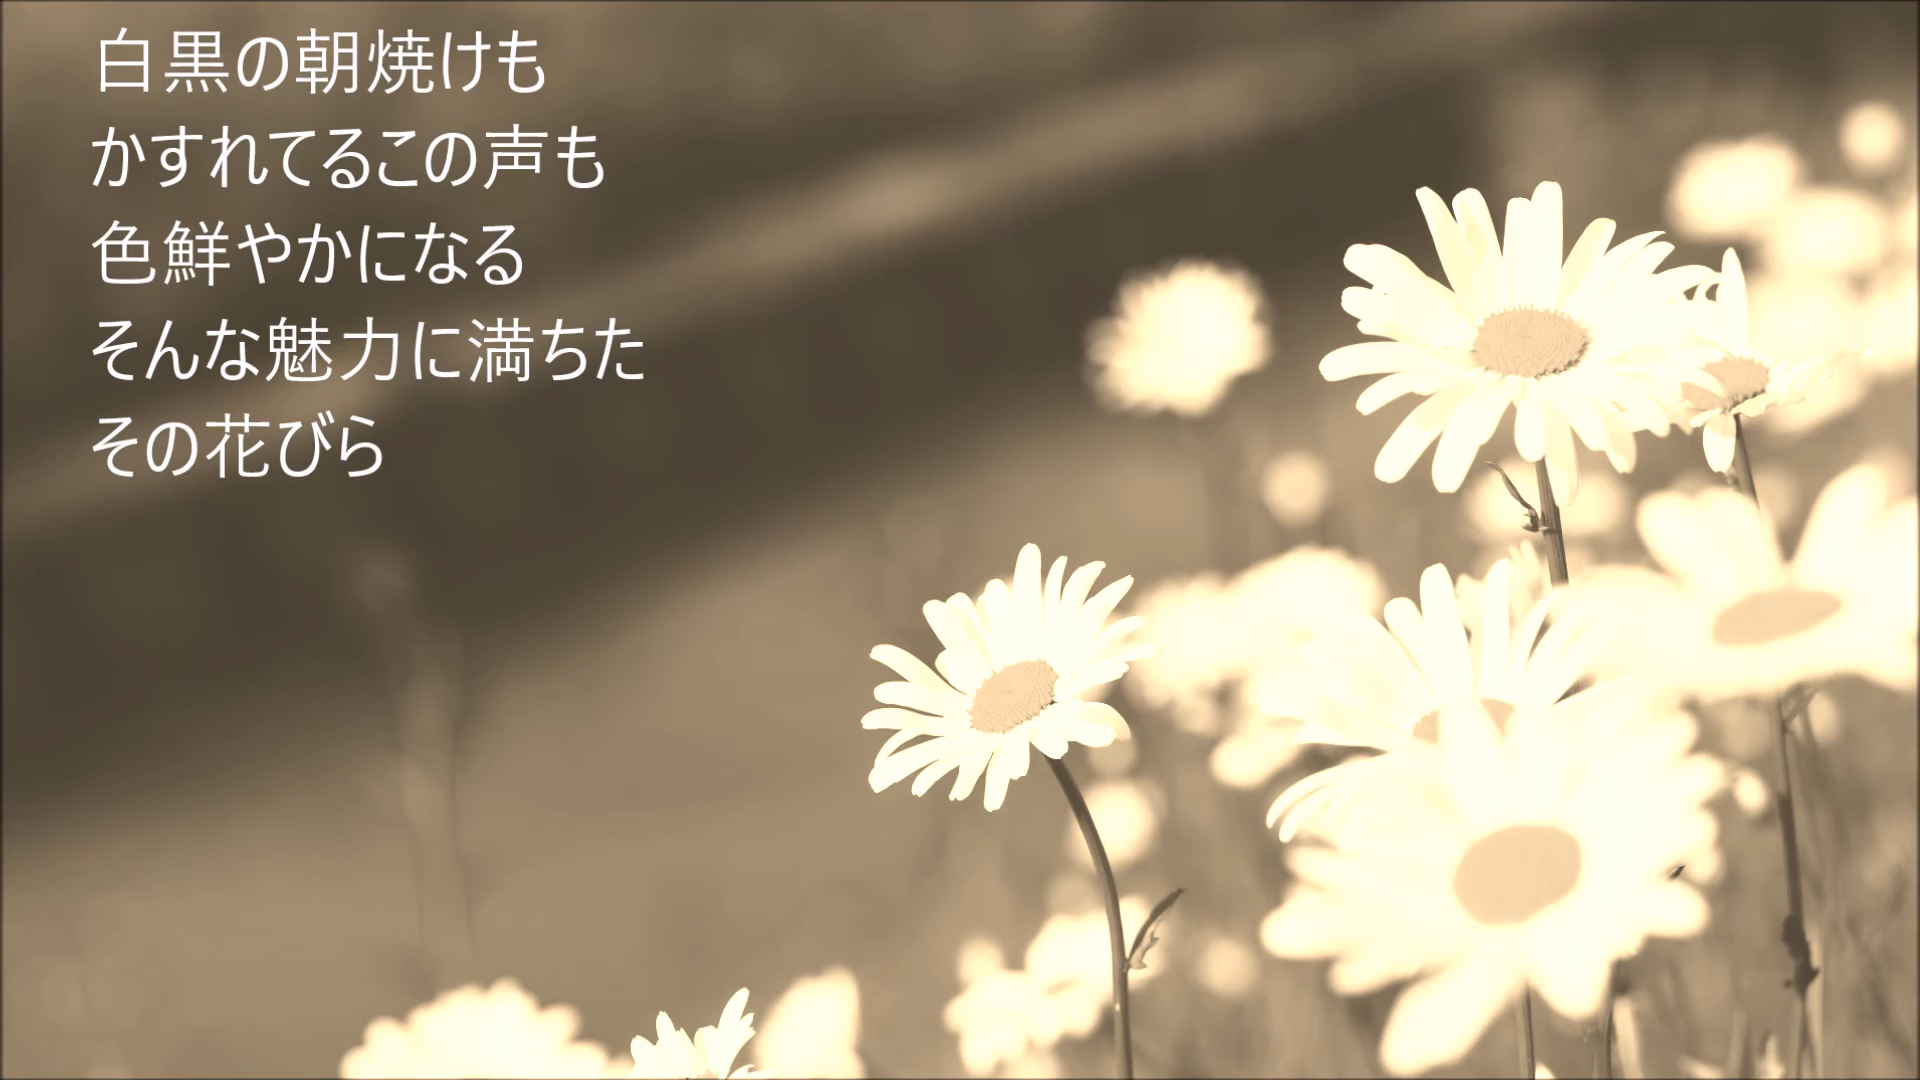 白黒の朝焼けも
かすれてるこの声も
色鮮やかになる
そんな魅力に満ちた
その花びら